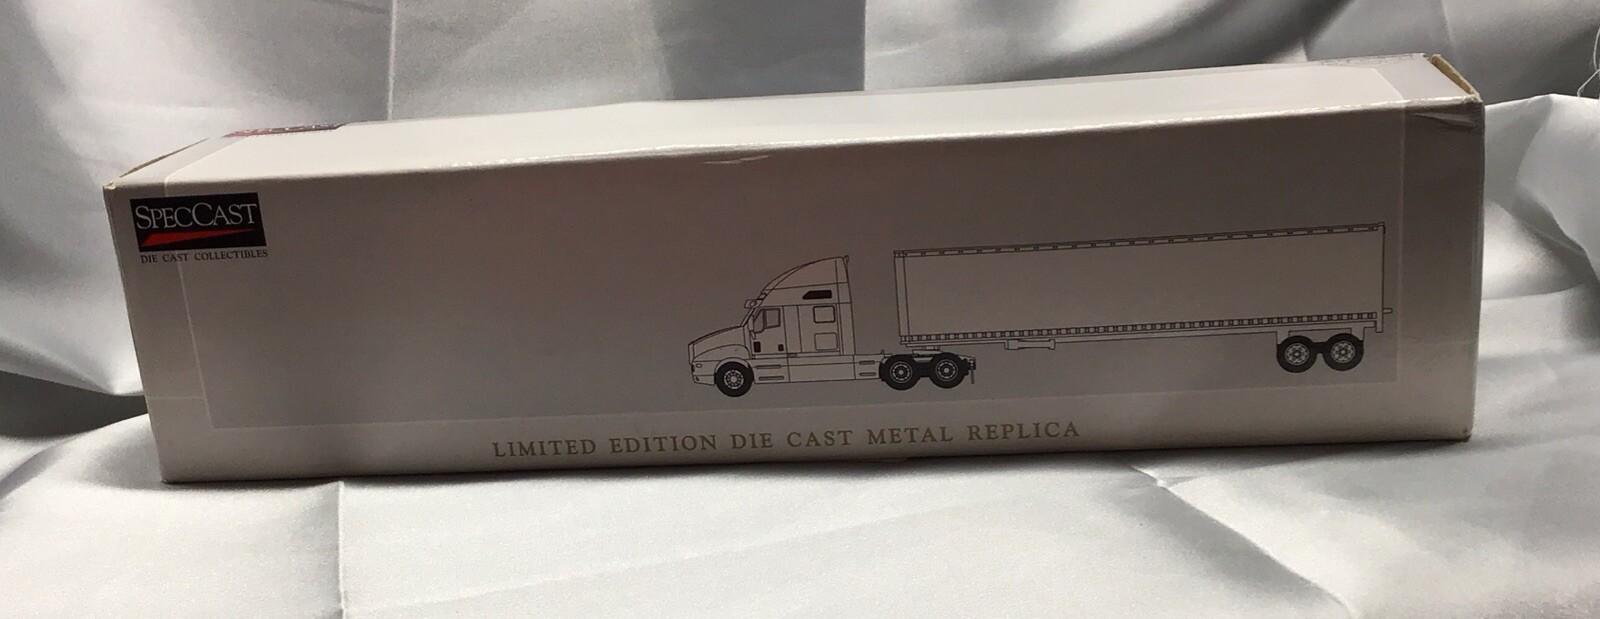 SPECCAST
DIE CAST COLLECTIBLES
LIMITED EDITION DIE CAST METAL REPLICA